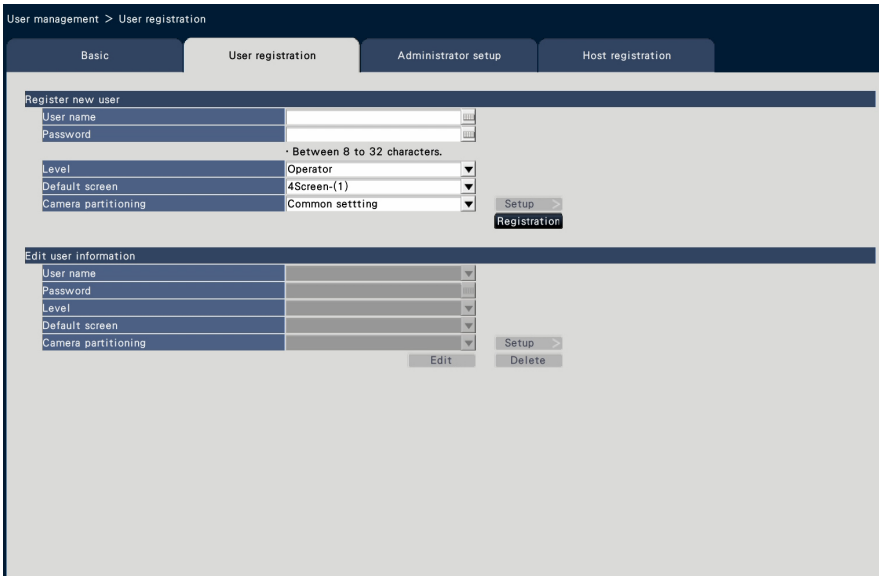 User management > User registration
Basic User registration Administrator setup Host registration
Register new user
User name
Password
・Between 8 to 32 characters.
Level Operator
Default screen 4Screen-(1)
Camera partitioning Common settting Setup >
Registration
Edit user information
User name
Password
Level
Default screen
Camera partitioning Setup >
Edit Delete